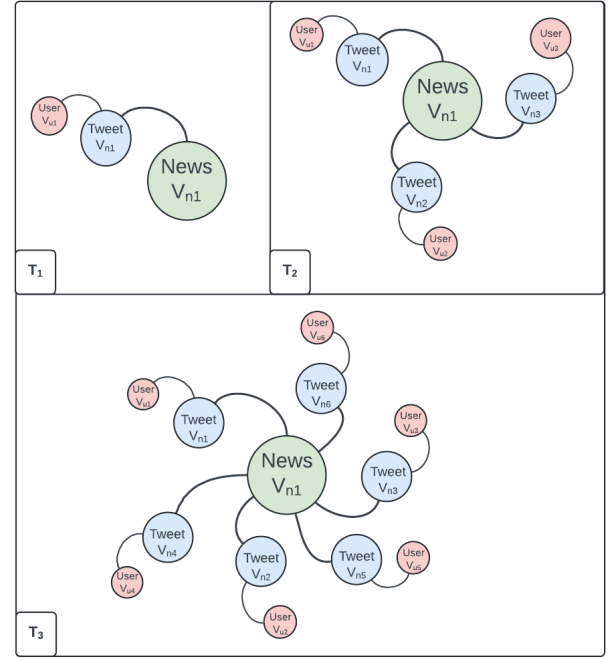 User
Vu1
Tweet
Vn1
News
Vn1
T1
User
Vu1
Tweet
Vn1
News
Vn1
User
Vu3
Tweet
Vn3
Tweet
Vn2
User
Vu2
T2
User
Vu6
Tweet
Vn6
User
Vu1
Tweet
Vn1
User
Vu3
News
Vn1
Tweet
Vn3
Tweet
Vn4
User
Vu4
Tweet
Vn2
Tweet
Vn5
User
Vu5
User
Vu2
T3